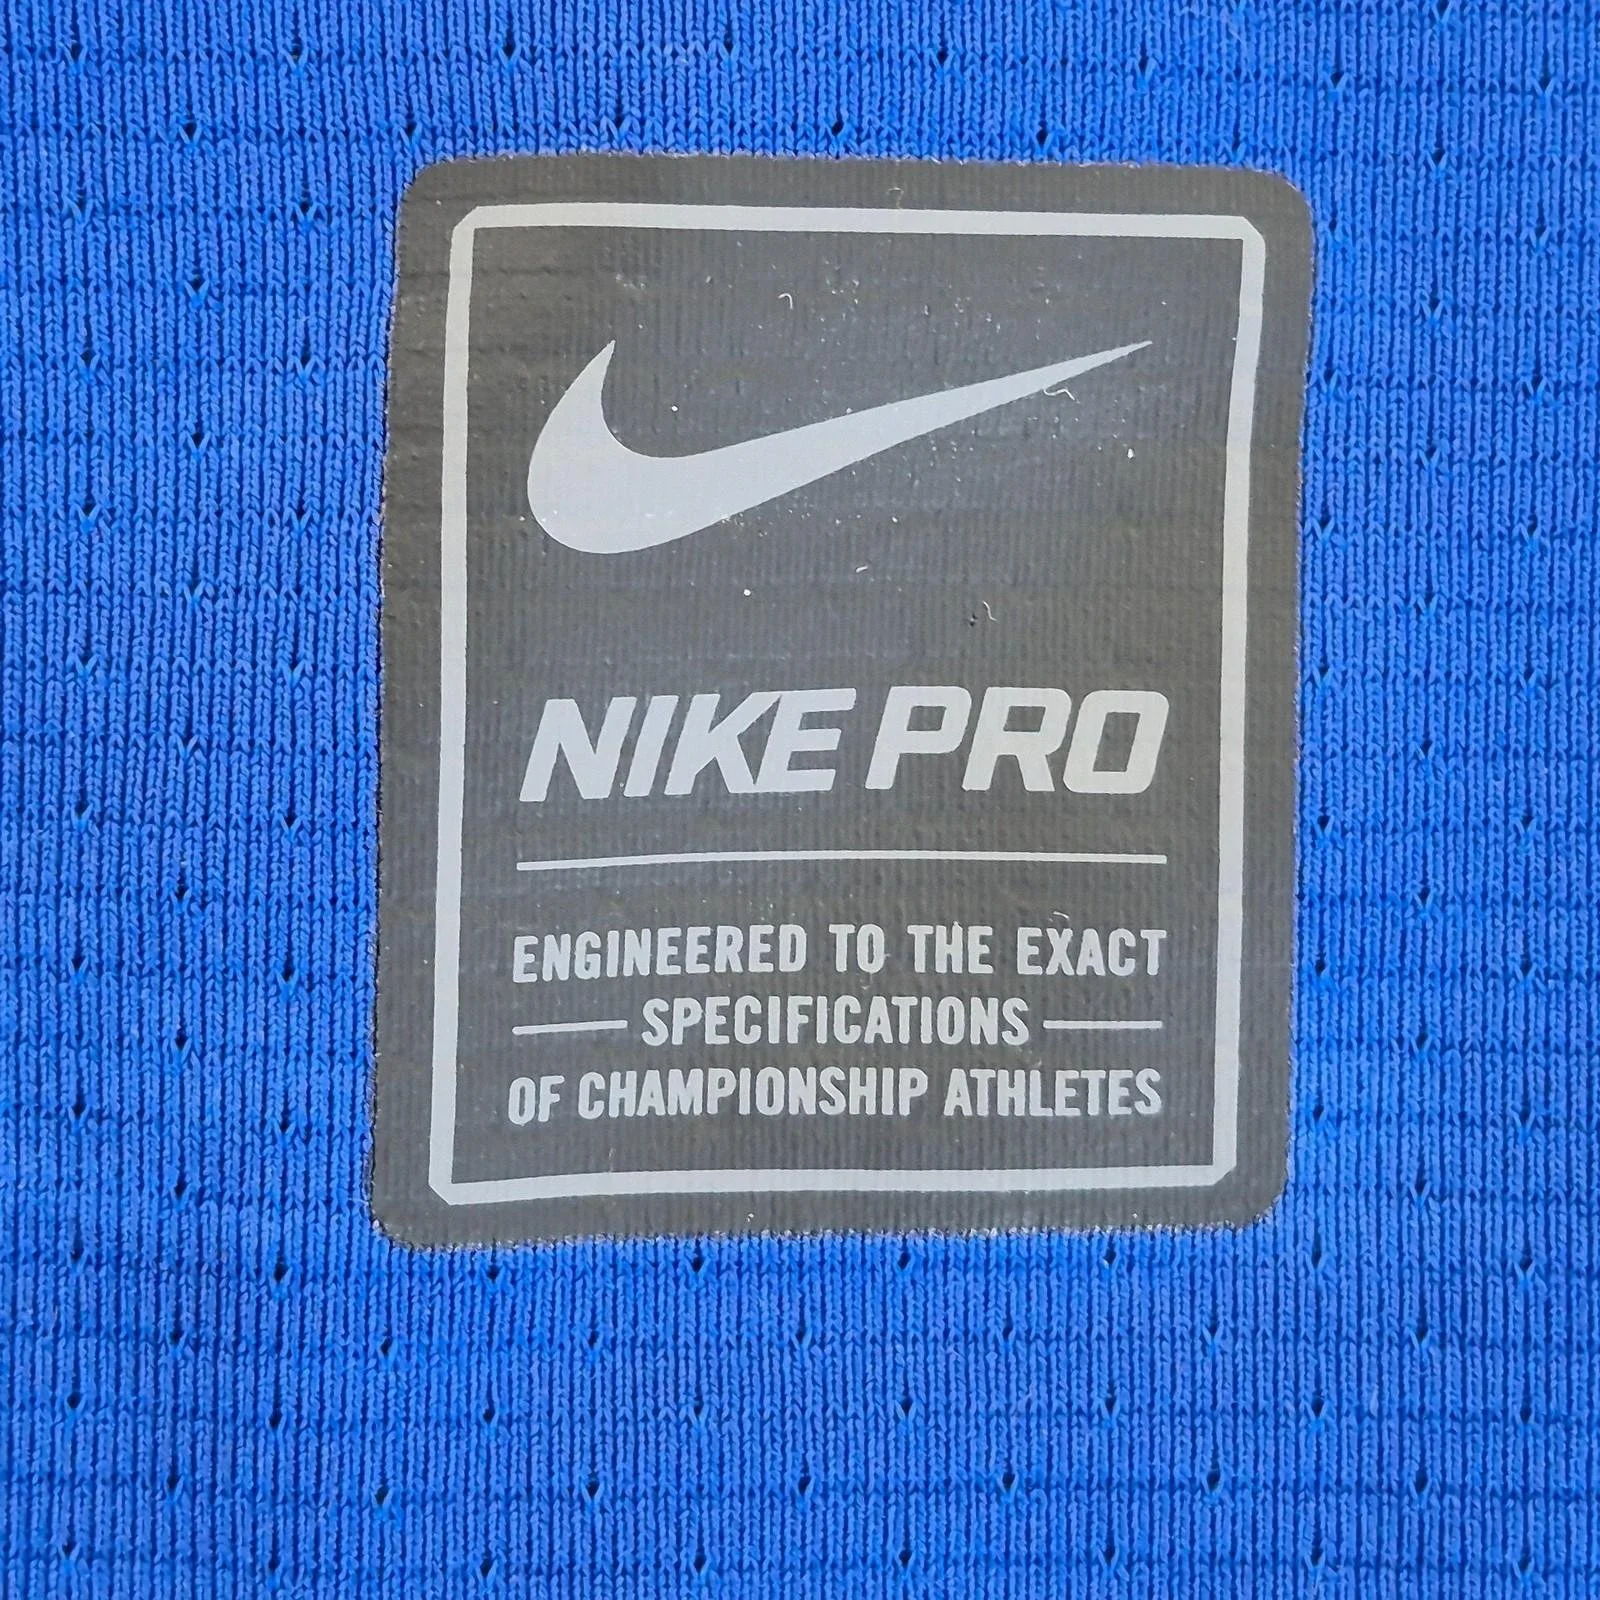 NIKE PRO
ENGINEERED TO THE EXACT
SPECIFICATIONS
OF CHAMPIONSHIP ATHLETES